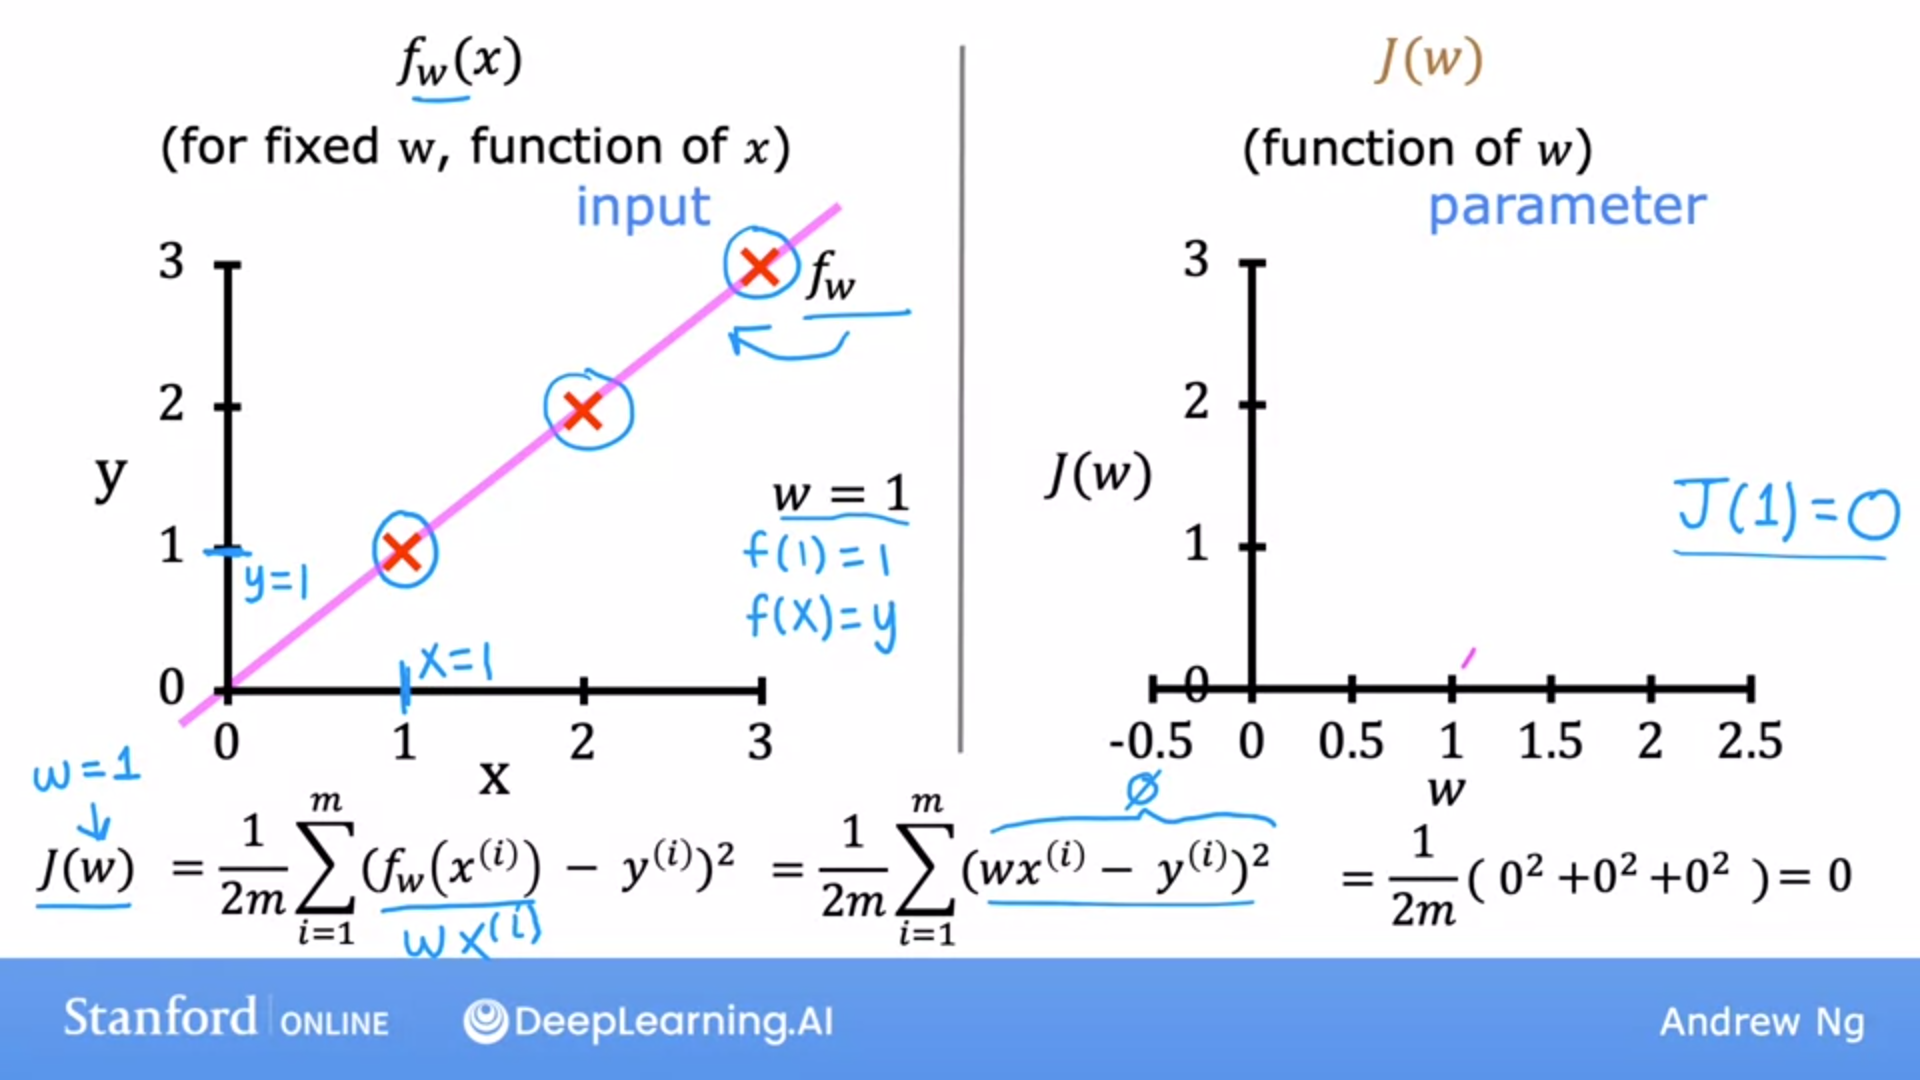 f_w(x)
(for fixed w, function of x)
input
3
2
y
1
0
y=1
x=1
0 1 2 3
x
f_w
w = 1
f(1)=1
f(x)=y
J(w)
(function of w)
parameter
3
2
J(w)
1
0
-0.5 0 0.5 1 1.5 2 2.5
w
J(1)=0
w=1
↓
J(w) = \frac{1}{2m} \sum_{i=1}^{m} (f_w(x^{(i)}) - y^{(i)})^2 = \frac{1}{2m} \sum_{i=1}^{m} (wx^{(i)} - y^{(i)})^2 = \frac{1}{2m} ( 0^2 +0^2 +0^2 ) = 0
wx^{(i)}
0
Stanford | ONLINE DeepLearning.AI Andrew Ng